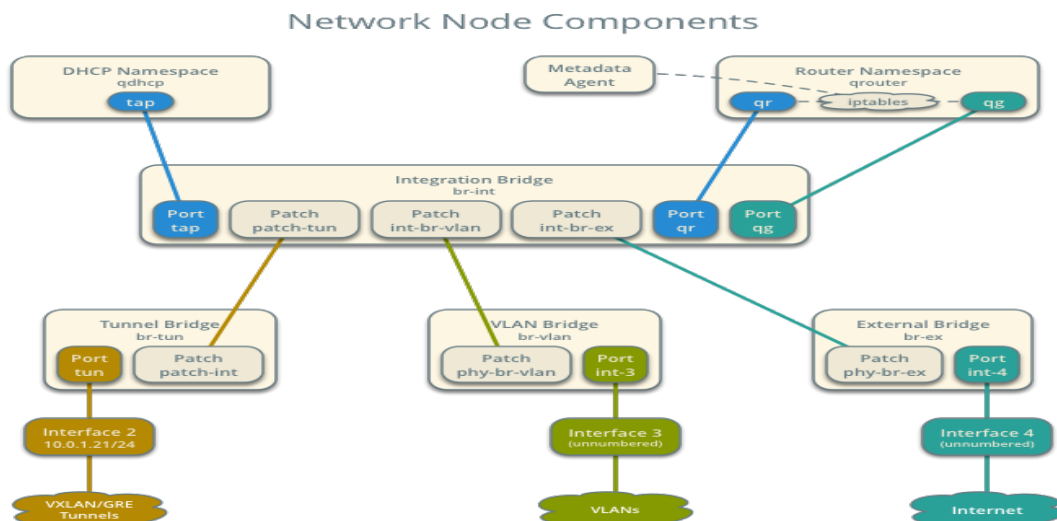 Network Node Components
DHCP Namespace
qdhcp
tap
Metadata
Agent
Router Namespace
qrouter
qr
iptables
qg
Integration Bridge
br-int
Port
tap
Patch
patch-tun
Patch
int-br-vlan
Patch
int-br-ex
Port
qr
Port
qg
Tunnel Bridge
br-tun
Port
tun
Patch
patch-int
VLAN Bridge
br-vlan
Patch
phy-br-vlan
Port
int-3
External Bridge
br-ex
Patch
phy-br-ex
Port
int-4
Interface 2
10.0.1.21/24
Interface 3
(unnumbered)
Interface 4
(unnumbered)
VXLAN/GRE
Tunnels
VLANs
Internet